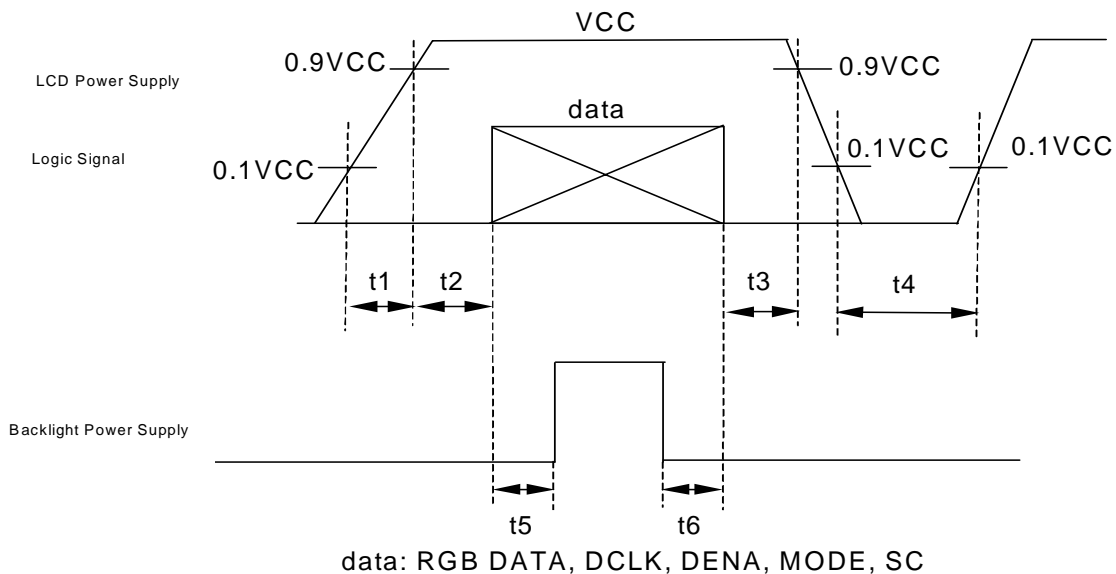 VCC
0.9VCC
0.9VCC
LCD Power Supply
data
Logic Signal
0.1VCC
0.1VCC
0.1VCC
t1
t2
t3
t4
Backlight Power Supply
t5
t6
data: RGB DATA, DCLK, DENA, MODE, SC